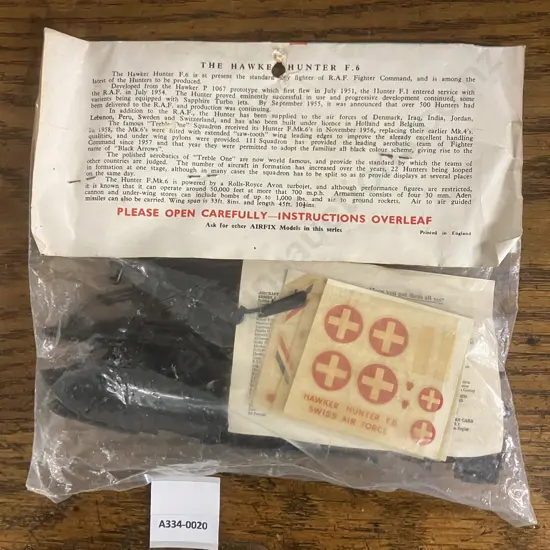 THE HAWKER HUNTER F.6
The Hawker Hunter F.6 is at present the standard day fighter of R.A.F. Fighter Command, and is among the
latest of the Hunters to be produced.
Developed from the Hawker P 1067 prototype which first flew in July 1951, the Hunter F.1 entered service with
the R.A.F. in July 1954. The Hunter proved eminently successful in use and progressive development continued, some
variants being equipped with Sapphire Turbo jets. By September 1955, it was announced that over 500 Hunters had
been delivered to the R.A.F. and production was continuing.
In addition to the R.A.F., the Hunter has been supplied to the air forces of Denmark, Iraq, India, Jordan,
Lebanon, Peru, Sweden and Switzerland, and has also been built under licence in Holland and Belgium.
The famous "Treble-One" Squadron received its Hunter F.Mk.6's in November 1956, replacing their earlier Mk.4's.
In 1958, the Mk.6's were fitted with extended "saw-tooth" wing leading edges to improve the already excellent handling
qualities, and under wing pylons were provided. 111 Squadron has provided the leading aerobatic team of Fighter
Command since 1957 and that year they were permitted to adopt the familiar all black colour scheme, giving rise to the
name of "Black Arrows".
The polished aerobatics of "Treble One" are now world famous, and provide the standard by which the teams of
other countries are judged. The number of aircraft in formation has increased over the years, 22 Hunters being looped
in formation at one stage, although in many cases the squadron has to be split so as to provide displays at several places
on the same day.
The Hunter F.Mk.6 is powered by a Rolls-Royce Avon turbojet, and although performance figures are restricted,
it is known that it can operate around 50,000 feet at more than 700 m.p.h. Armament consists of four 30 mm. Aden
cannon and under-wing stores can include bombs of up to 1,000 lbs. and air to ground rockets. Air to air guided
missiles can also be carried. Wing span is 33ft. 8ins. and length 45ft. 10½ins.
PLEASE OPEN CAREFULLY—INSTRUCTIONS OVERLEAF
Ask for other AIRFIX Models in this series
Printed in England
HAWKER HUNTER F.6
SWISS AIR FORCE
A334-0020